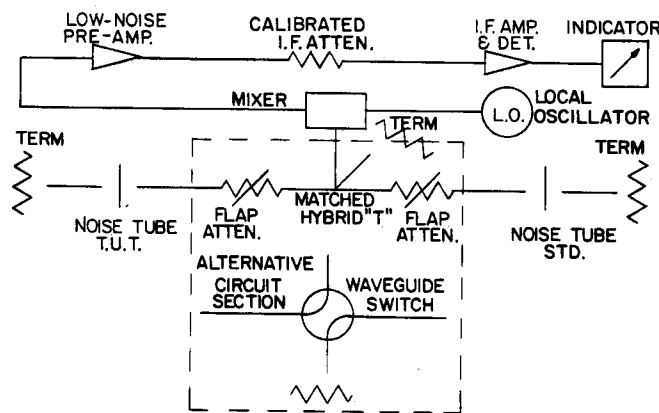 LOW-NOISE
PRE-AMP.
CALIBRATED
I.F. ATTEN.
I.F. AMP.
& DET.
INDICATOR
MIXER
L.O.
LOCAL
OSCILLATOR
TERM
TERM
TERM
NOISE TUBE
T.U.T.
FLAP
ATTEN.
MATCHED
HYBRID "T"
FLAP
ATTEN.
NOISE TUBE
STD.
ALTERNATIVE
CIRCUIT
SECTION
WAVEGUIDE
SWITCH